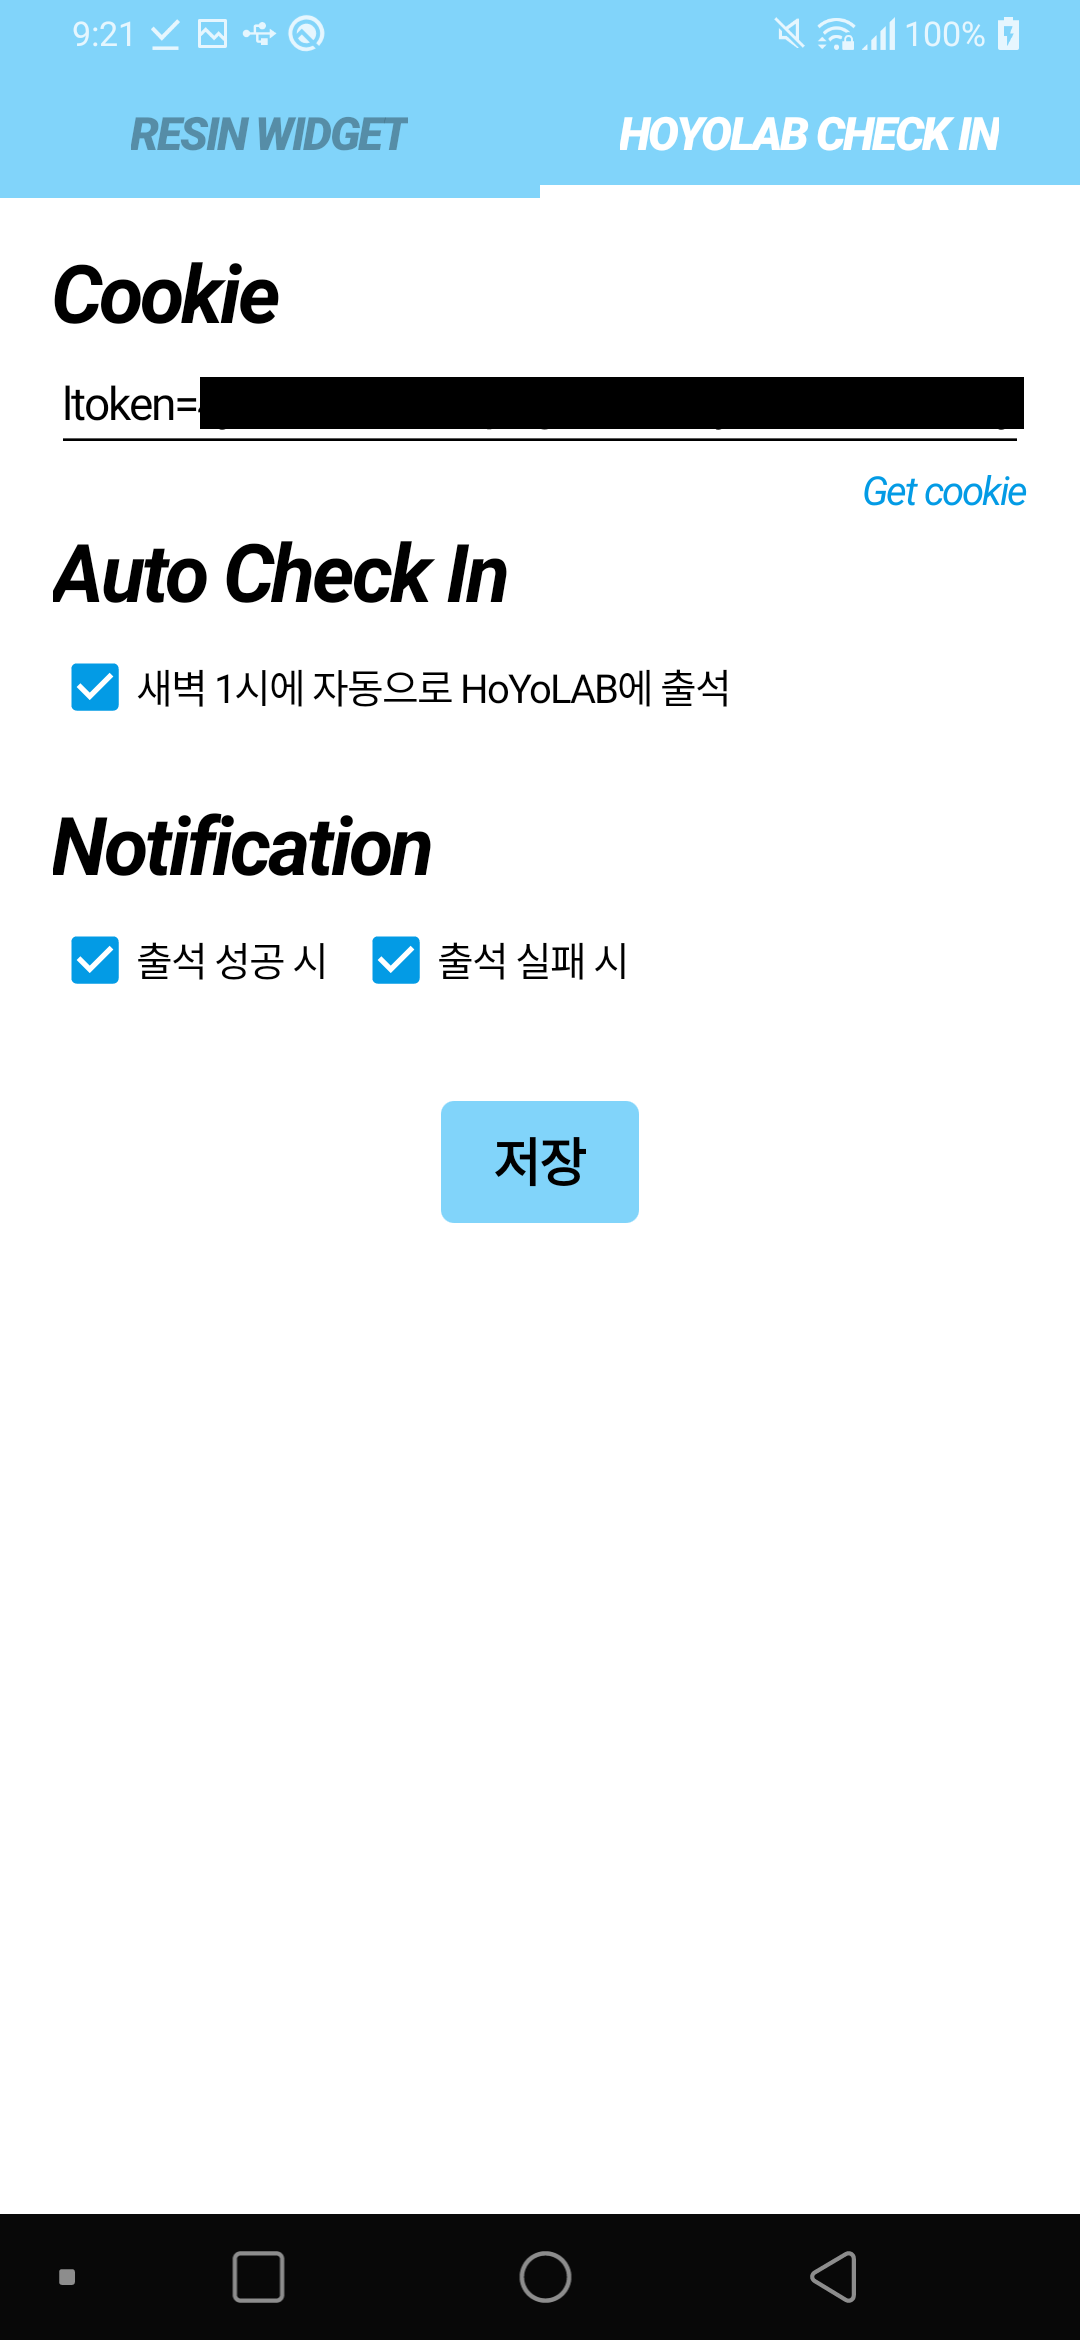 9:21 100%
RESIN WIDGET HOYOLAB CHECK IN
Cookie
ltoken=
Get cookie
Auto Check In
새벽 1시에 자동으로 HoYoLAB에 출석
Notification
출석 성공 시 출석 실패 시
저장